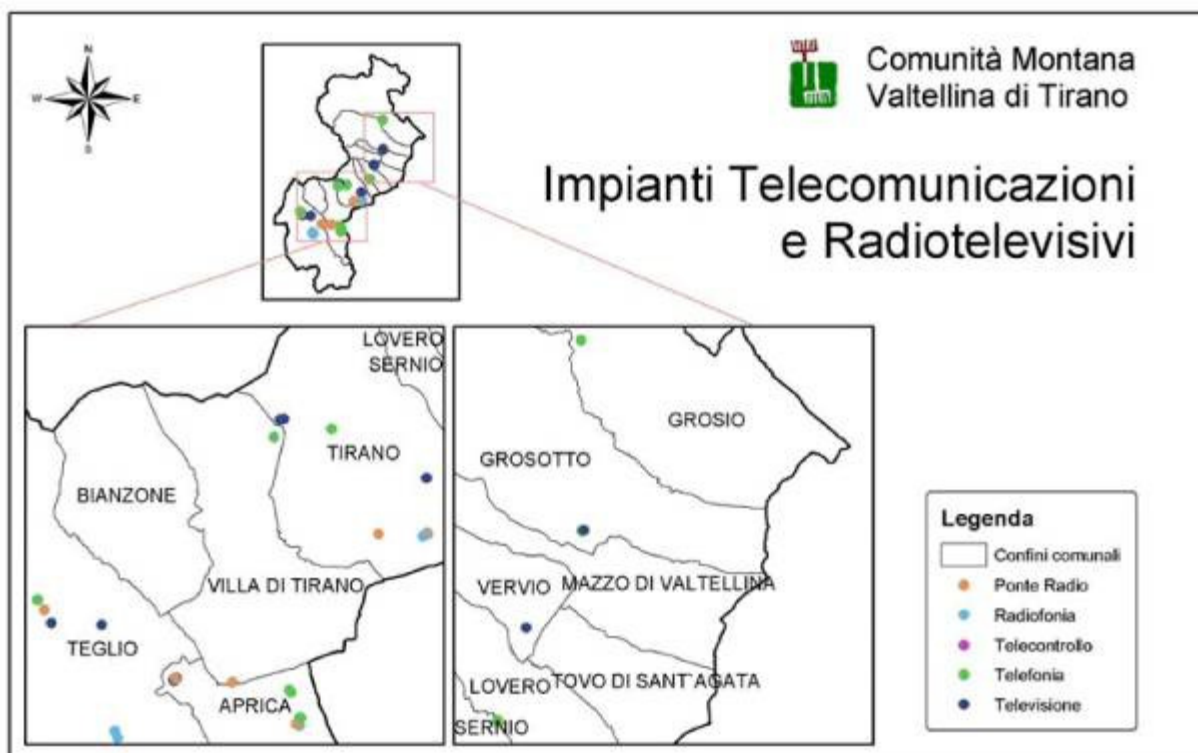 N
W
E
S
Comunità Montana
Valtellina di Tirano
Impianti Telecomunicazioni
e Radiotelevisivi
LOVERO
SERNIO
TIRANO
BIANZONE
VILLA DI TIRANO
TEGLIO
APRICA
GROSIO
GROSOTTO
VERVIO
MAZZO DI VALTELLINA
LOVERO
TOVO DI SANT'AGATA
SERNIO
Legenda
Confini comunali
Ponte Radio
Radiofonia
Telecontrollo
Telefonia
Televisione